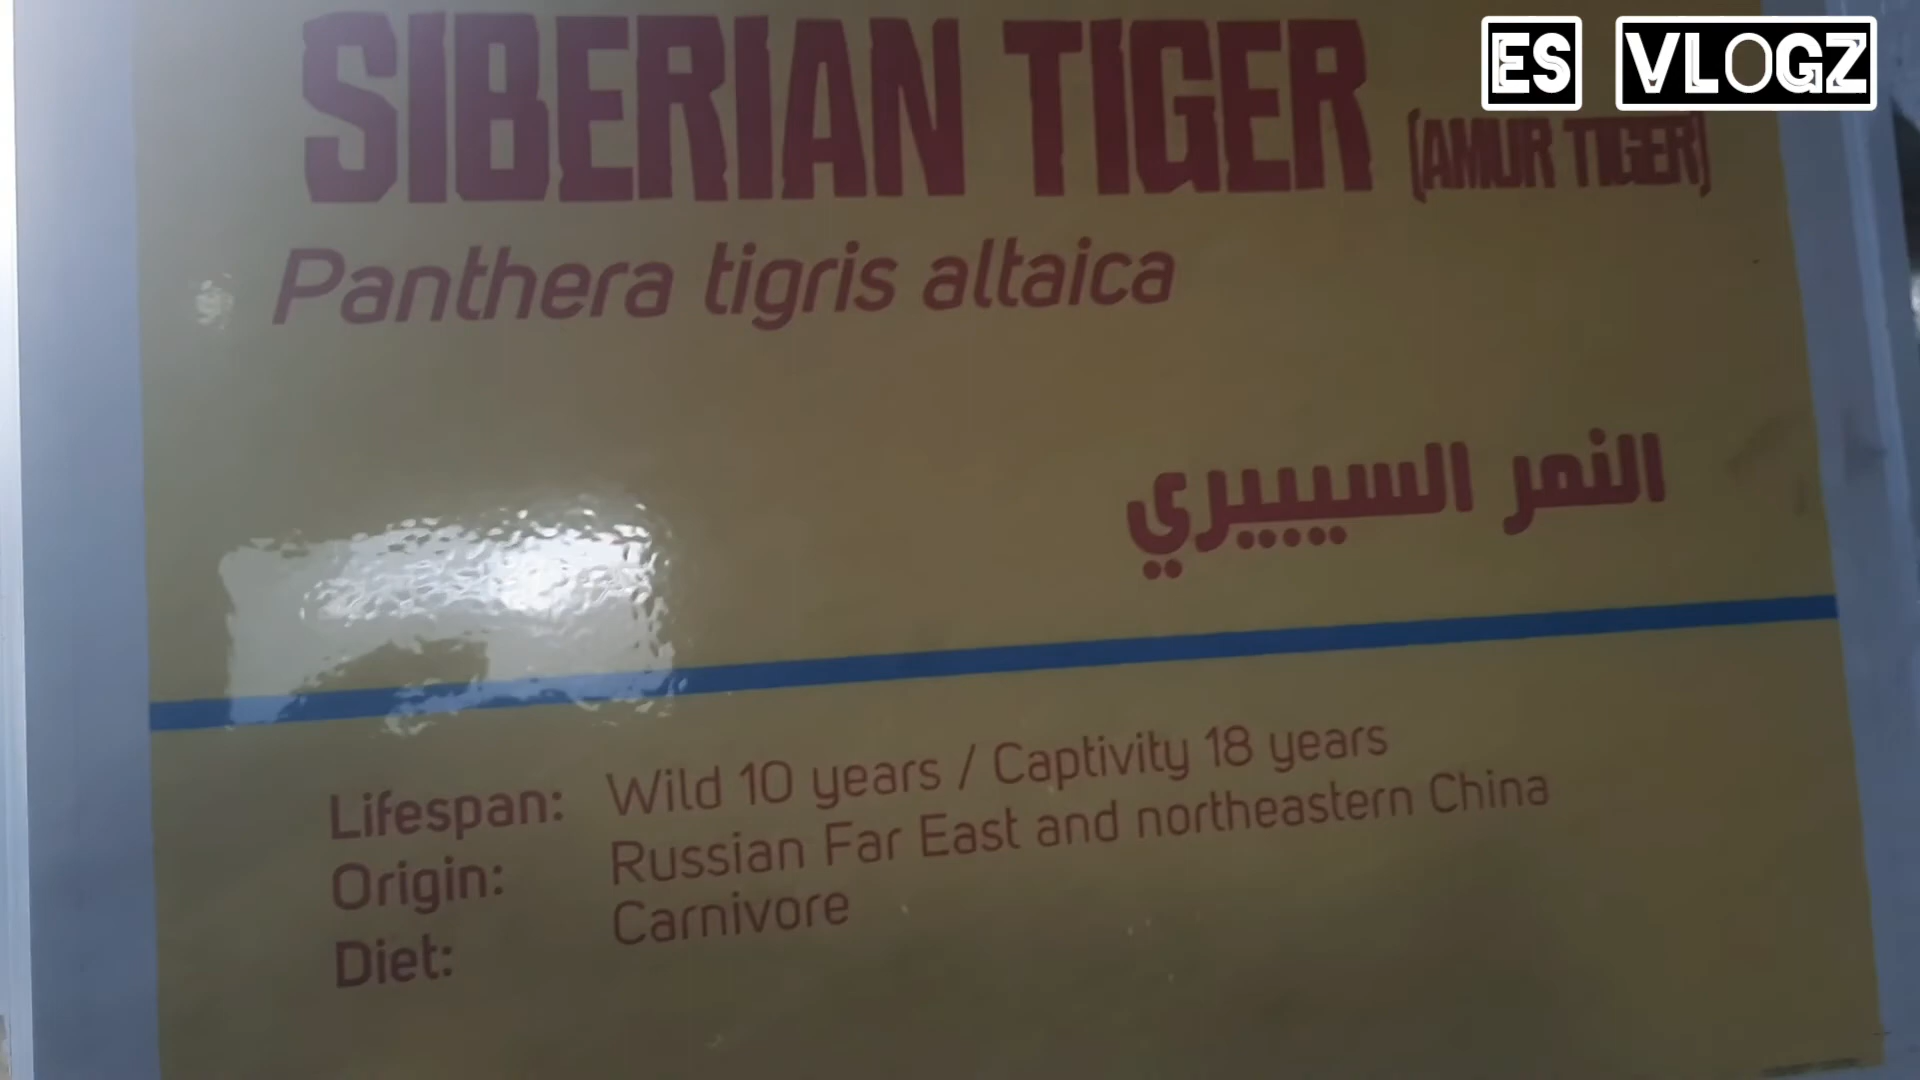 ES VLOGZ
SIBERIAN TIGER (AMUR TIGER)
Panthera tigris altaica
النمر السيبيري
Lifespan: Wild 10 years / Captivity 18 years
Origin: Russian Far East and northeastern China
Diet: Carnivore